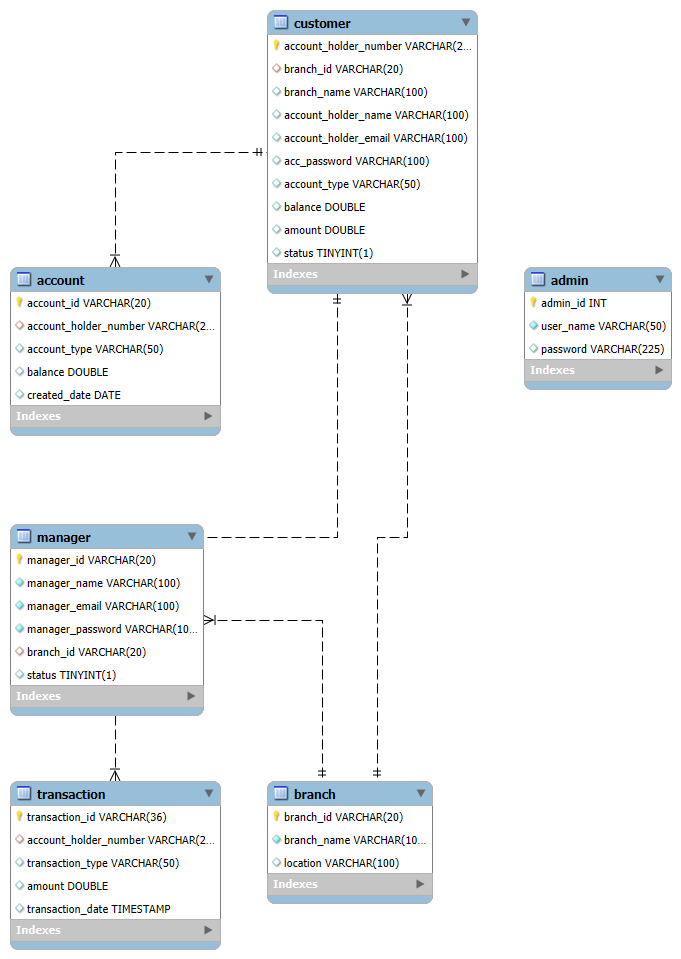 customer
account_holder_number VARCHAR(2...
branch_id VARCHAR(20)
branch_name VARCHAR(100)
account_holder_name VARCHAR(100)
account_holder_email VARCHAR(100)
acc_password VARCHAR(100)
account_type VARCHAR(50)
balance DOUBLE
amount DOUBLE
status TINYINT(1)
Indexes
account
account_id VARCHAR(20)
account_holder_number VARCHAR(2...
account_type VARCHAR(50)
balance DOUBLE
created_date DATE
Indexes
admin
admin_id INT
user_name VARCHAR(50)
password VARCHAR(225)
Indexes
manager
manager_id VARCHAR(20)
manager_name VARCHAR(100)
manager_email VARCHAR(100)
manager_password VARCHAR(10...
branch_id VARCHAR(20)
status TINYINT(1)
Indexes
transaction
transaction_id VARCHAR(36)
account_holder_number VARCHAR(2...
transaction_type VARCHAR(50)
amount DOUBLE
transaction_date TIMESTAMP
Indexes
branch
branch_id VARCHAR(20)
branch_name VARCHAR(10...
location VARCHAR(100)
Indexes